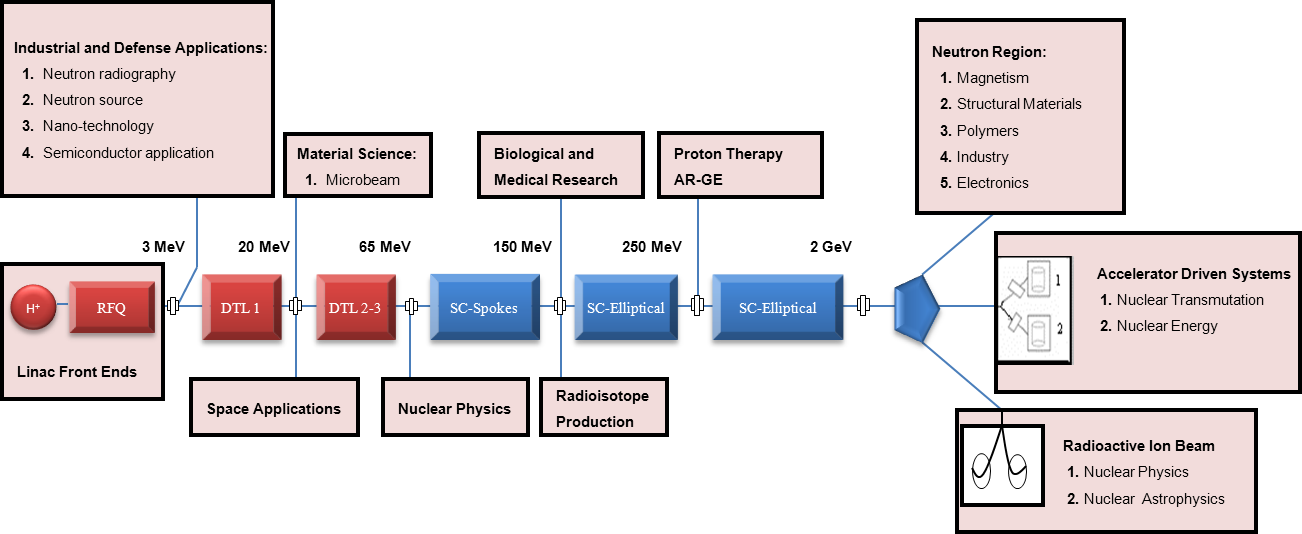 Industrial and Defense Applications:
1. Neutron radiography
2. Neutron source
3. Nano-technology
4. Semiconductor application
Material Science:
1. Microbeam
Biological and
Medical Research
Proton Therapy
AR-GE
Neutron Region:
1. Magnetism
2. Structural Materials
3. Polymers
4. Industry
5. Electronics
3 MeV
20 MeV
65 MeV
150 MeV
250 MeV
2 GeV
H+
RFQ
Linac Front Ends
DTL 1
DTL 2-3
SC-Spokes
SC-Elliptical
SC-Elliptical
1
2
Accelerator Driven Systems
1. Nuclear Transmutation
2. Nuclear Energy
Space Applications
Nuclear Physics
Radioisotope
Production
Radioactive Ion Beam
1. Nuclear Physics
2. Nuclear Astrophysics